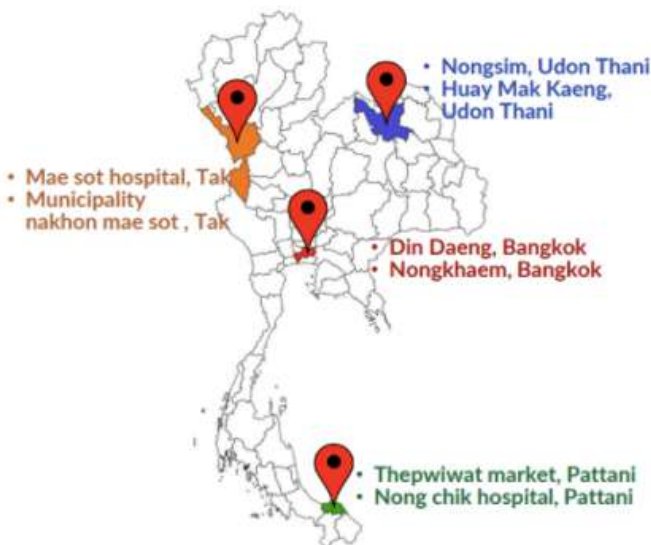 • Nongsim, Udon Thani
• Huay Mak Kaeng,
Udon Thani
• Mae sot hospital, Tak
• Municipality
nakhon mae sot , Tak
• Din Daeng, Bangkok
• Nongkhaem, Bangkok
• Thepwiwat market, Pattani
• Nong chik hospital, Pattani